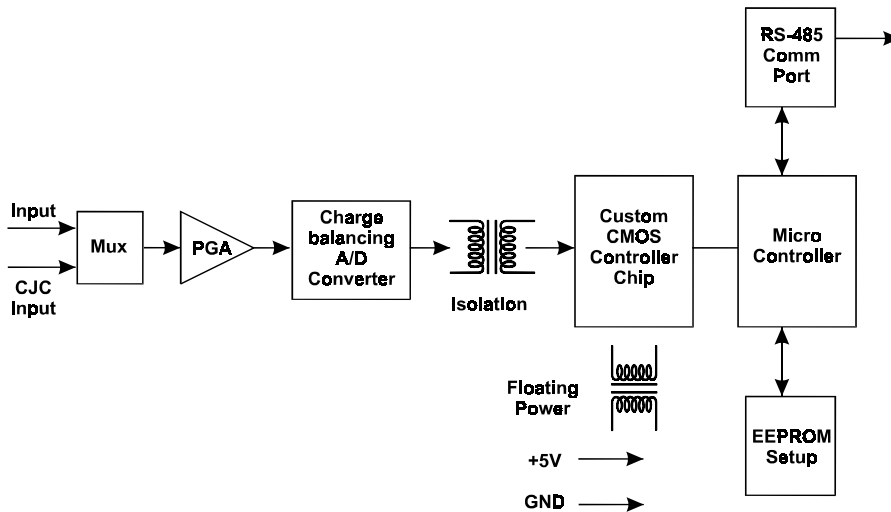 RS-485
Comm
Port
Input
Mux
CJC
Input
PGA
Charge
balancing
A/D
Converter
Isolation
Custom
CMOS
Controller
Chip
Micro
Controller
Floating
Power
+5V
GND
EEPROM
Setup